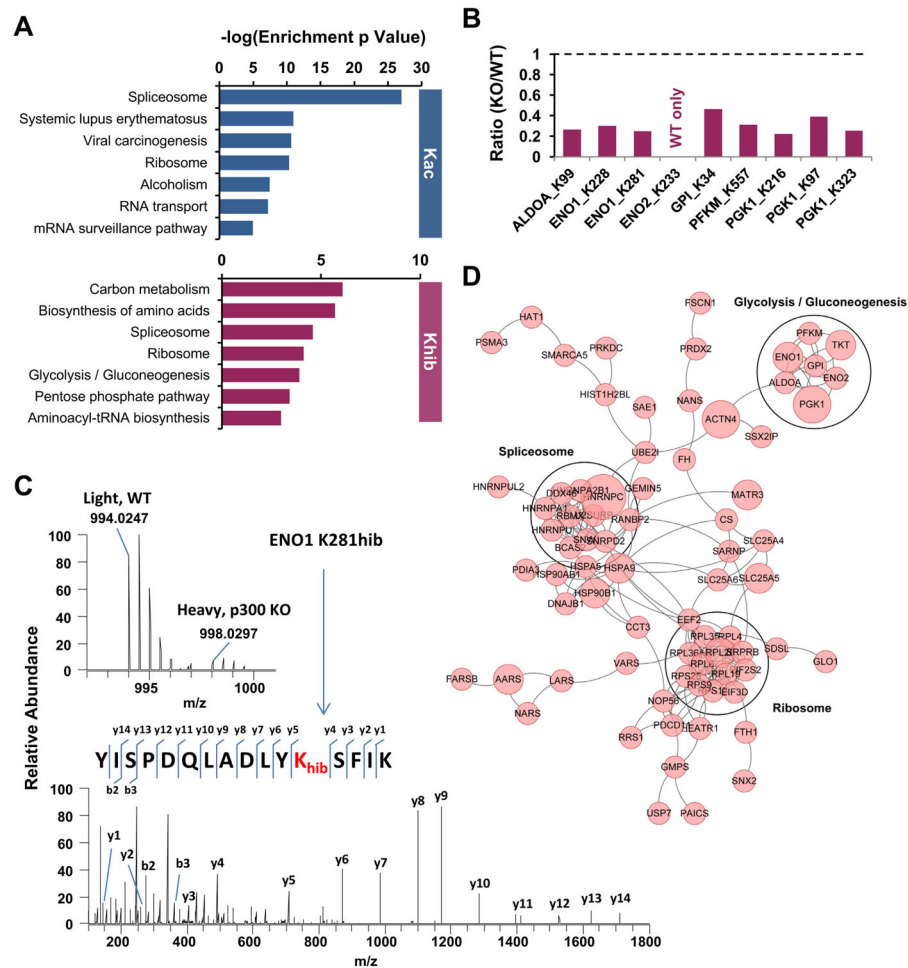 A
-log(Enrichment p Value)
0 5 10 15 20 25 30
Spliceosome
Systemic lupus erythematosus
Viral carcinogenesis
Ribosome
Alcoholism
RNA transport
mRNA surveillance pathway
Kac
0 5 10
Carbon metabolism
Biosynthesis of amino acids
Spliceosome
Ribosome
Glycolysis / Gluconeogenesis
Pentose phosphate pathway
Aminoacyl-tRNA biosynthesis
Khib
B
Ratio (KO/WT)
1
0.8
0.6
0.4
0.2
0
WT only
ALDOA_K99
ENO1_K228
ENO1_K281
ENO2_K233
GPI_K34
PFKM_K557
PGK1_K216
PGK1_K97
PGK1_K323
C
Light, WT
994.0247
ENO1 K281hib
Heavy, p300 KO
998.0297
100
80
60
40
20
0
995 1000
m/z
Relative Abundance
y14 y13 y12 y11 y10 y9 y8 y7 y6 y5 y4 y3 y2 y1
YISPDQLADLYKhibSFIK
b2 b3
100
80
60
40
20
0
y1 y2 b2 b3 y3 y4 y5 y6 y7 y8 y9 y10 y11 y12 y13 y14
200 400 600 800 1000 1200 1400 1600 1800
m/z
D
Glycolysis / Gluconeogenesis
FSCN1
HAT1
PSMA3
SMARCA5
PRKDC
PRDX2
PFKM
TKT
ENO1
GPI
ALDOA
ENO2
PGK1
HIST1H2BL
SAE1
NANS
ACTN4
SSX2IP
UBE2I
FH
Spliceosome
HNRNPUL2
HNRNPC
GEMIN5
MATR3
HNRNPA1
HNRNPU
RANBP2
CS
SNRPD2
SARNP
SLC25A4
PDIA3
HSP90AB1
HSPA5
HSPA9
SLC25A6
SLC25A5
DNAJB1
HSP90B1
CCT3
EEF2
RPL35
RPL4
SDSL
GLO1
VARS
RPL19
RPS9
EIF3D
Ribosome
FARSB
AARS
LARS
NARS
NOP56
RRS1
FTH1
GMPS
SNX2
USP7
PAICS